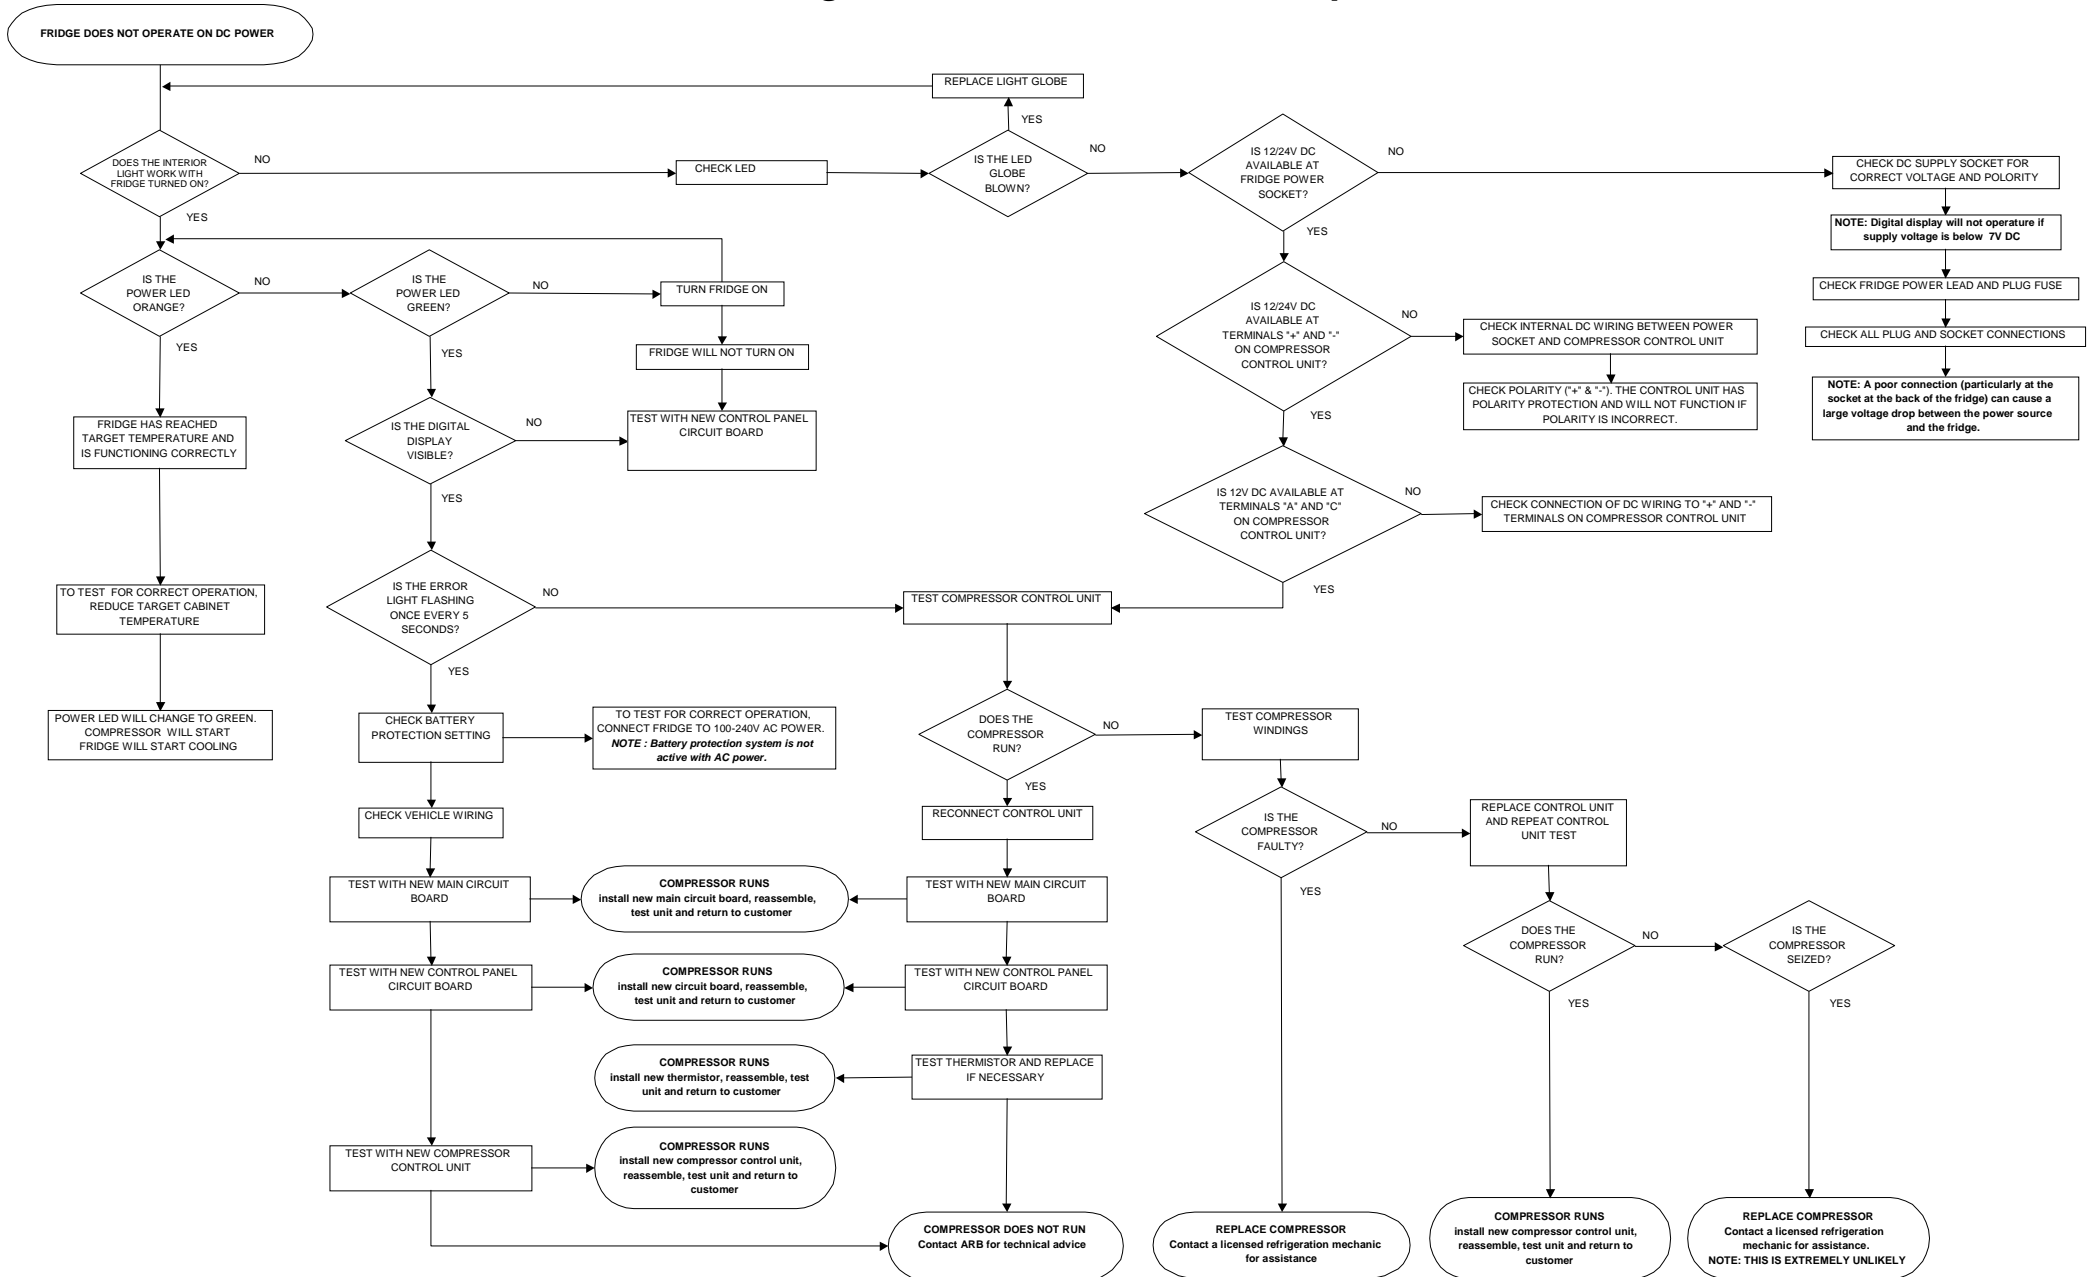 FRIDGE DOES NOT OPERATE ON DC POWER
REPLACE LIGHT GLOBE
YES
DOES THE INTERIOR
LIGHT WORK WITH
FRIDGE TURNED ON?
NO
YES
CHECK LED
IS THE LED
GLOBE
BLOWN?
NO
IS 12/24V DC
AVAILABLE AT
FRIDGE POWER
SOCKET?
NO
YES
CHECK DC SUPPLY SOCKET FOR
CORRECT VOLTAGE AND POLORITY
NOTE: Digital display will not operature if
supply voltage is below 7V DC
CHECK FRIDGE POWER LEAD AND PLUG FUSE
CHECK ALL PLUG AND SOCKET CONNECTIONS
NOTE: A poor connection (particularly at the
socket at the back of the fridge) can cause a
large voltage drop between the power source
and the fridge.
IS THE
POWER LED
ORANGE?
NO
YES
IS THE
POWER LED
GREEN?
NO
YES
TURN FRIDGE ON
FRIDGE WILL NOT TURN ON
TEST WITH NEW CONTROL PANEL
CIRCUIT BOARD
IS 12/24V DC
AVAILABLE AT
TERMINALS "+" AND "-"
ON COMPRESSOR
CONTROL UNIT?
NO
YES
CHECK INTERNAL DC WIRING BETWEEN POWER
SOCKET AND COMPRESSOR CONTROL UNIT
CHECK POLARITY ("+" & "-"). THE CONTROL UNIT HAS
POLARITY PROTECTION AND WILL NOT FUNCTION IF
POLARITY IS INCORRECT.
FRIDGE HAS REACHED
TARGET TEMPERATURE AND
IS FUNCTIONING CORRECTLY
IS THE DIGITAL
DISPLAY
VISIBLE?
NO
YES
IS 12V DC AVAILABLE AT
TERMINALS "A" AND "C"
ON COMPRESSOR
CONTROL UNIT?
NO
YES
CHECK CONNECTION OF DC WIRING TO "+" AND "-"
TERMINALS ON COMPRESSOR CONTROL UNIT
TO TEST FOR CORRECT OPERATION,
REDUCE TARGET CABINET
TEMPERATURE
IS THE ERROR
LIGHT FLASHING
ONCE EVERY 5
SECONDS?
NO
YES
TEST COMPRESSOR CONTROL UNIT
POWER LED WILL CHANGE TO GREEN.
COMPRESSOR WILL START
FRIDGE WILL START COOLING
CHECK BATTERY
PROTECTION SETTING
TO TEST FOR CORRECT OPERATION,
CONNECT FRIDGE TO 100-240V AC POWER.
NOTE : Battery protection system is not
active with AC power.
DOES THE
COMPRESSOR
RUN?
NO
YES
TEST COMPRESSOR
WINDINGS
CHECK VEHICLE WIRING
RECONNECT CONTROL UNIT
IS THE
COMPRESSOR
FAULTY?
NO
YES
REPLACE CONTROL UNIT
AND REPEAT CONTROL
UNIT TEST
TEST WITH NEW MAIN CIRCUIT
BOARD
COMPRESSOR RUNS
install new main circuit board, reassemble,
test unit and return to customer
TEST WITH NEW MAIN CIRCUIT
BOARD
DOES THE
COMPRESSOR
RUN?
NO
YES
IS THE
COMPRESSOR
SEIZED?
YES
TEST WITH NEW CONTROL PANEL
CIRCUIT BOARD
COMPRESSOR RUNS
install new circuit board, reassemble,
test unit and return to customer
TEST WITH NEW CONTROL PANEL
CIRCUIT BOARD
COMPRESSOR RUNS
install new thermistor, reassemble, test
unit and return to customer
TEST THERMISTOR AND REPLACE
IF NECESSARY
TEST WITH NEW COMPRESSOR
CONTROL UNIT
COMPRESSOR RUNS
install new compressor control unit,
reassemble, test unit and return to
customer
COMPRESSOR DOES NOT RUN
Contact ARB for technical advice
REPLACE COMPRESSOR
Contact a licensed refrigeration mechanic
for assistance
COMPRESSOR RUNS
install new compressor control unit,
reassemble, test unit and return to
customer
REPLACE COMPRESSOR
Contact a licensed refrigeration
mechanic for assistance.
NOTE: THIS IS EXTREMELY UNLIKELY